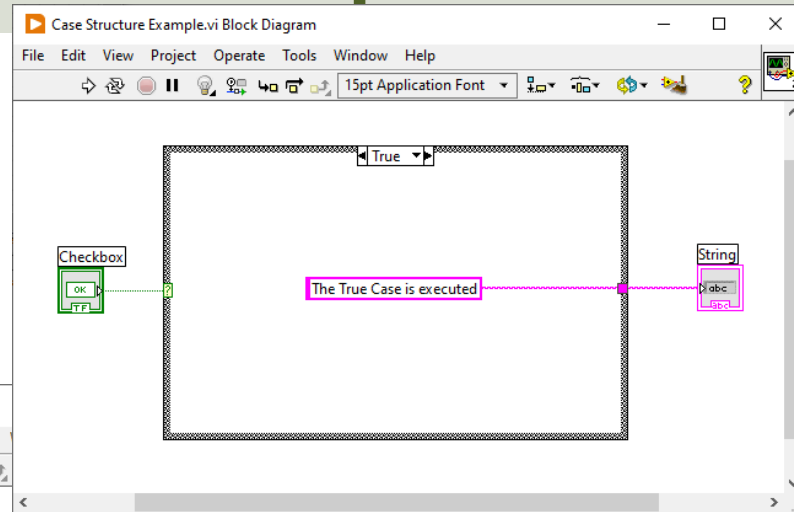 Case Structure Example.vi Block Diagram
File Edit View Project Operate Tools Window Help
15pt Application Font
?
True
Checkbox
OK
TF
?
The True Case is executed
String
abc
abc